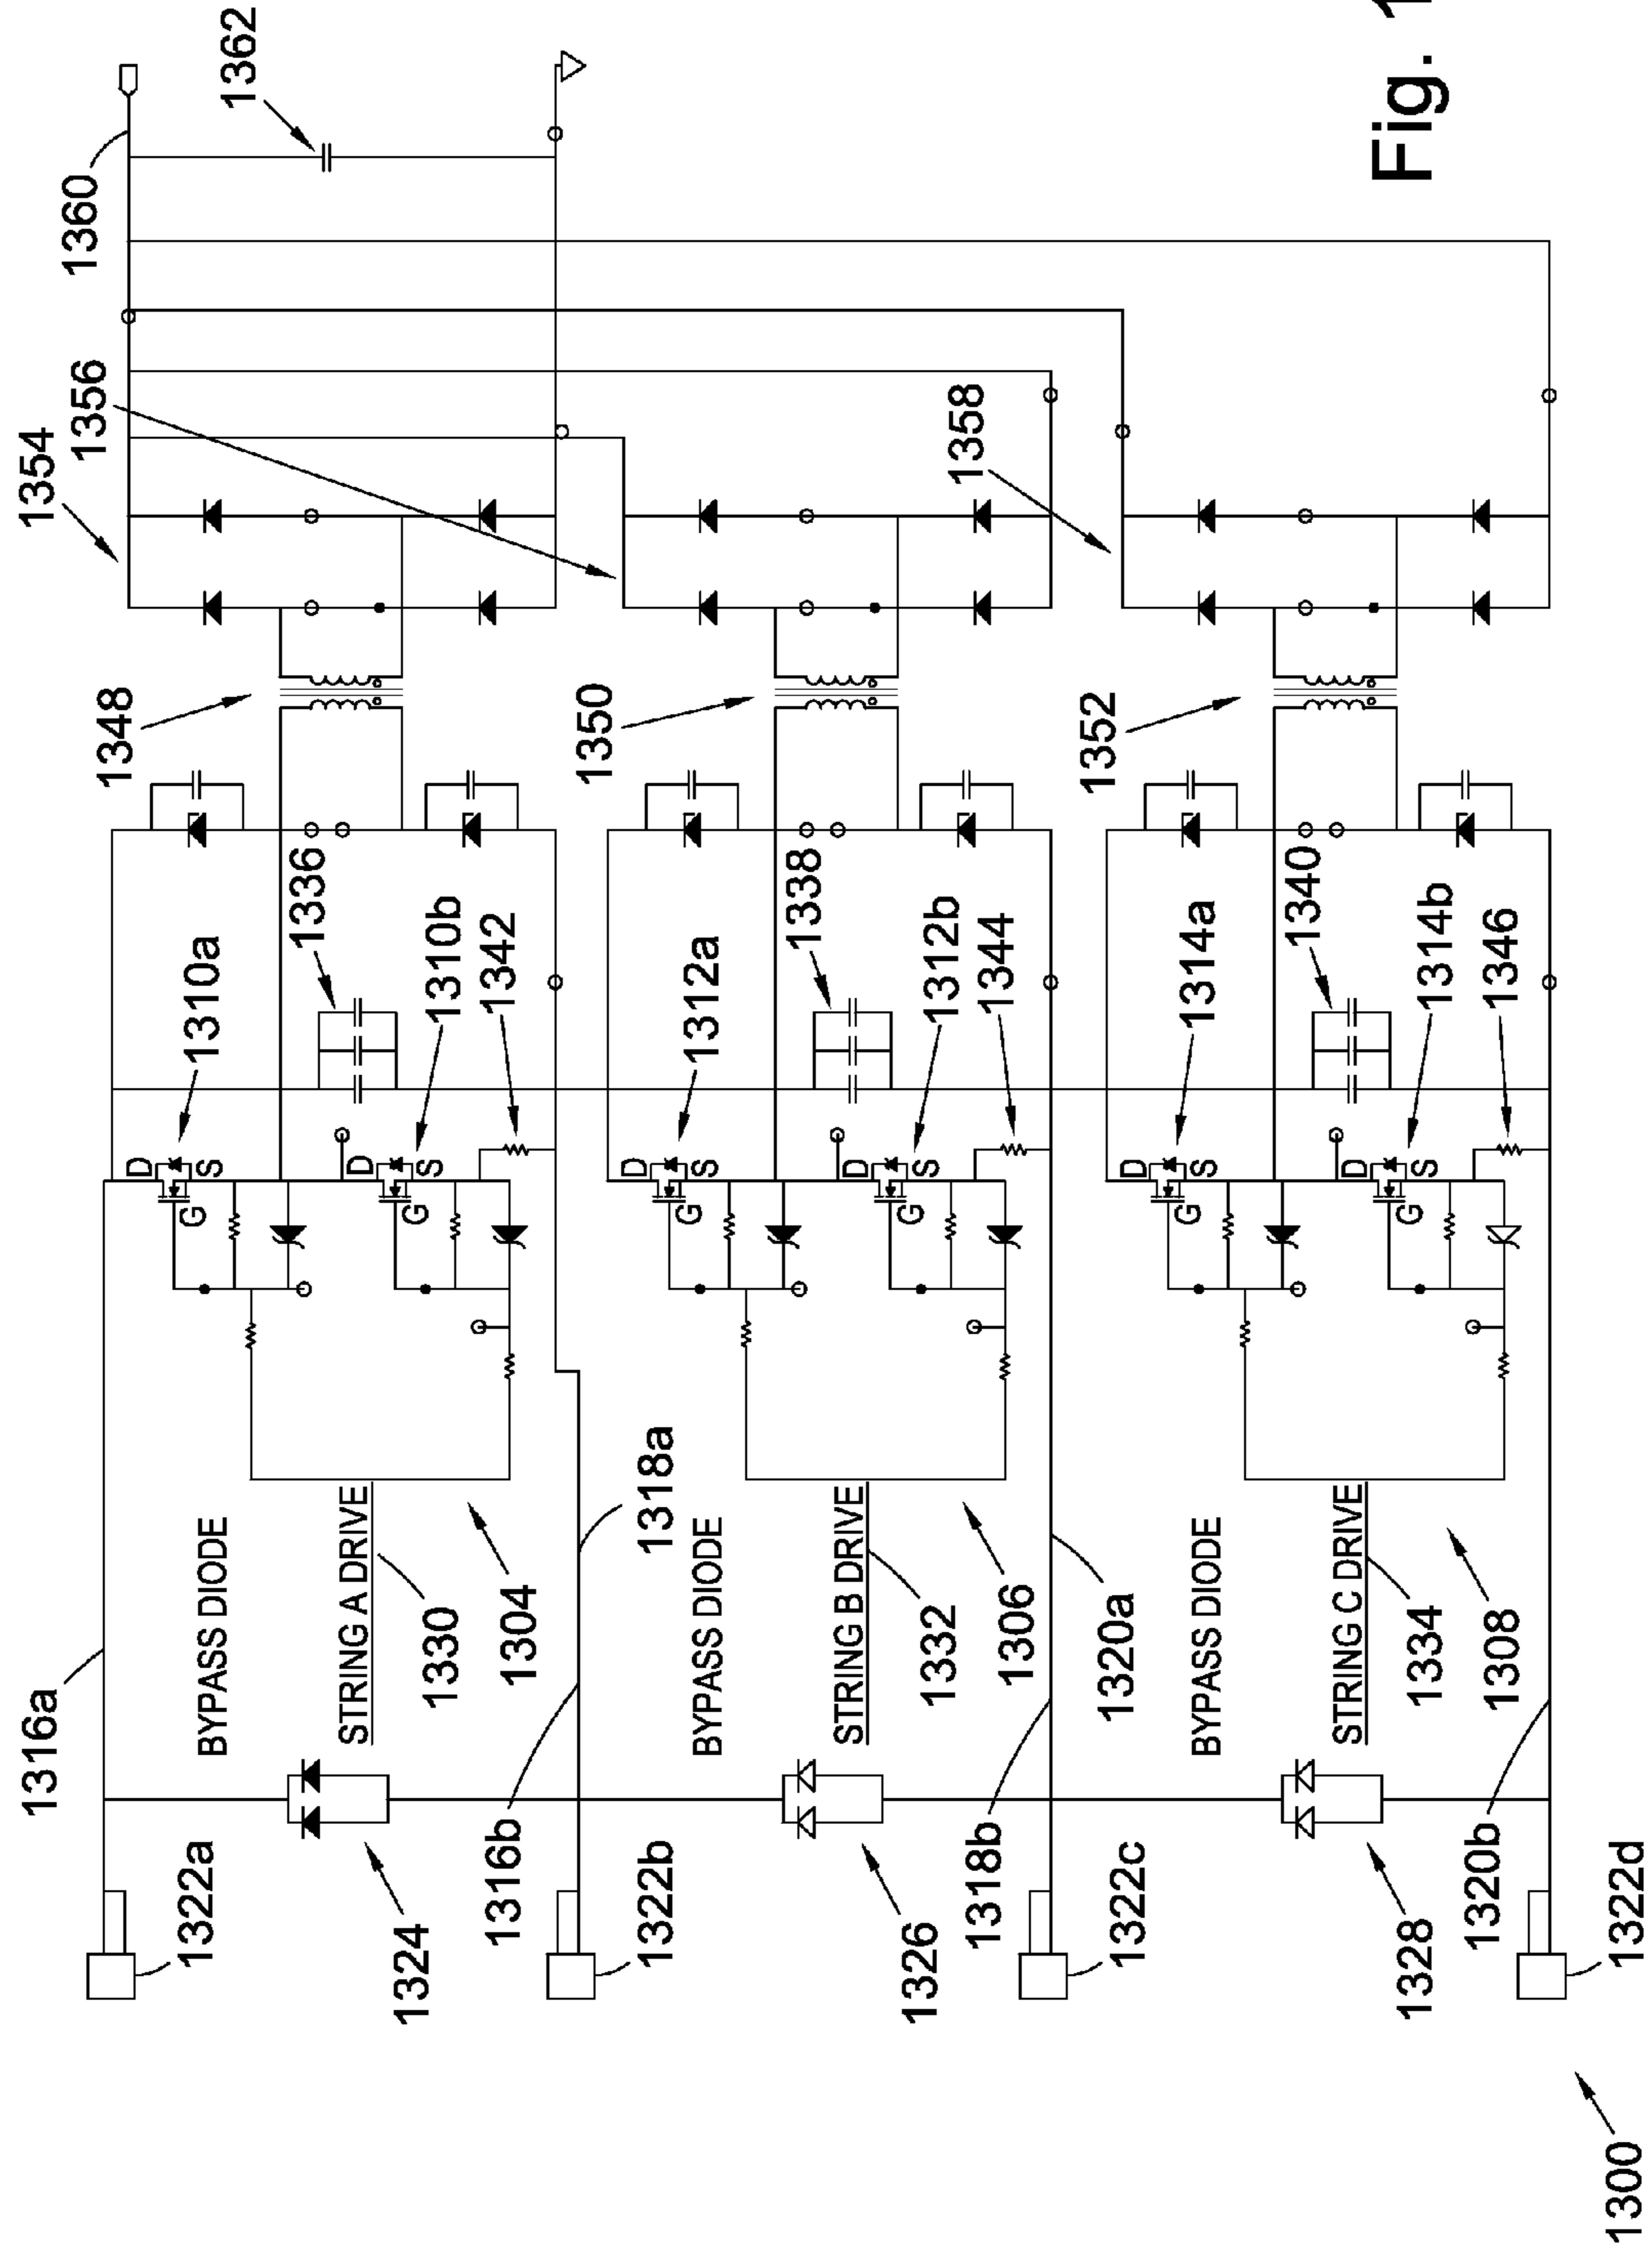 1362
1360
1354
1356
1358
Fig. 1
1348
1350
1352
1310a
1336
1310b
1342
1312a
1338
1312b
1344
1314a
1340
1314b
1346
D
S
G
D
S
G
D
S
G
D
S
G
D
S
G
D
S
G
1316a
BYPASS DIODE
STRING A DRIVE
1330
1304
1318a
1316b
BYPASS DIODE
STRING B DRIVE
1332
1306
1320a
1318b
BYPASS DIODE
STRING C DRIVE
1334
1308
1320b
1322a
1324
1322b
1326
1322c
1328
1322d
1300